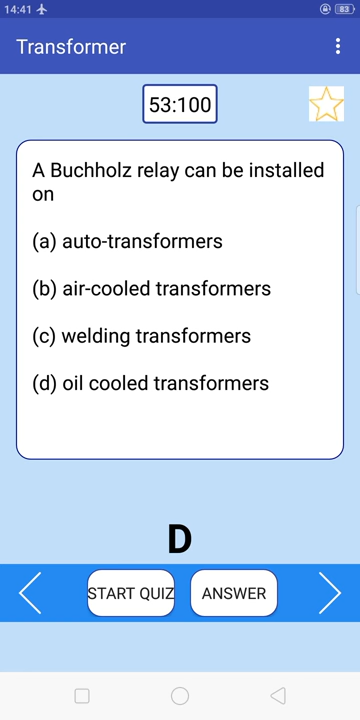 14:41
83
Transformer
53:100
A Buchholz relay can be installed
on
(a) auto-transformers
(b) air-cooled transformers
(c) welding transformers
(d) oil cooled transformers
D
START QUIZ
ANSWER